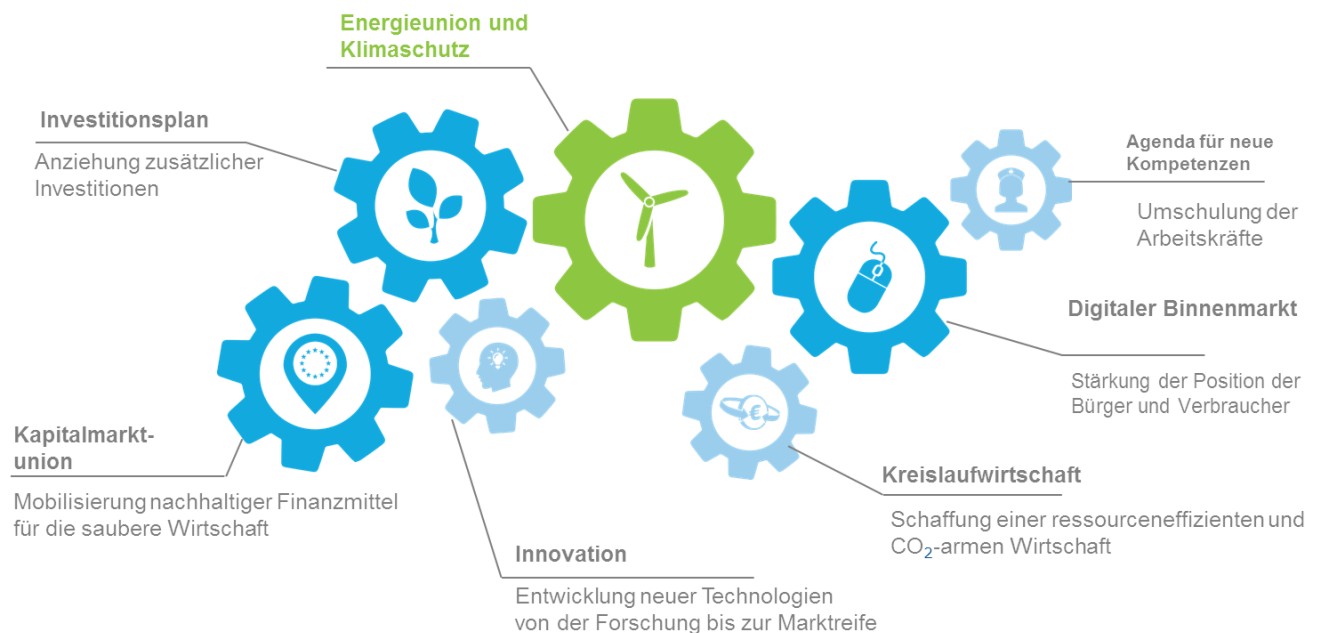 Energieunion und
Klimaschutz
Investitionsplan
Anziehung zusätzlicher
Investitionen
Agenda für neue
Kompetenzen
Umschulung der
Arbeitskräfte
Digitaler Binnenmarkt
Stärkung der Position der
Bürger und Verbraucher
Kapitalmarkt-
union
Mobilisierung nachhaltiger Finanzmittel
für die saubere Wirtschaft
€
Kreislaufwirtschaft
Schaffung einer ressourceneffizienten und
CO₂-armen Wirtschaft
Innovation
Entwicklung neuer Technologien
von der Forschung bis zur Marktreife